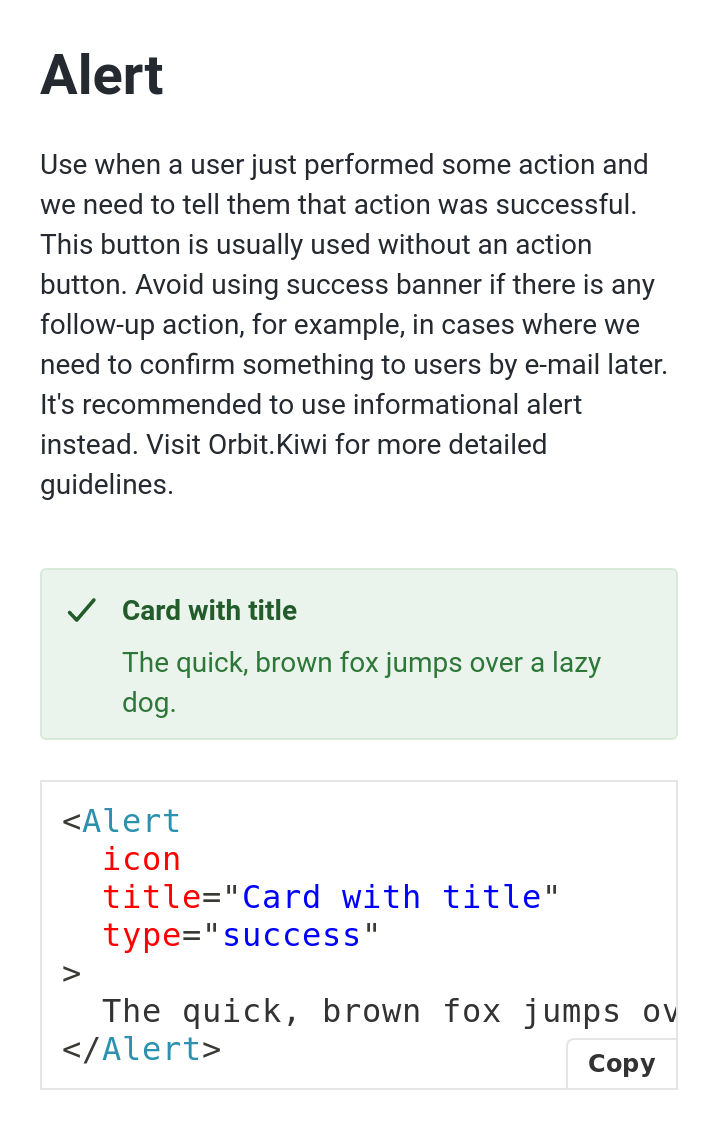 Alert
Use when a user just performed some action and
we need to tell them that action was successful.
This button is usually used without an action
button. Avoid using success banner if there is any
follow-up action, for example, in cases where we
need to confirm something to users by e-mail later.
It's recommended to use informational alert
instead. Visit Orbit.Kiwi for more detailed
guidelines.
Card with title
The quick, brown fox jumps over a lazy
dog.
<Alert
  icon
  title="Card with title"
  type="success"
>
  The quick, brown fox jumps ov
</Alert>
Copy